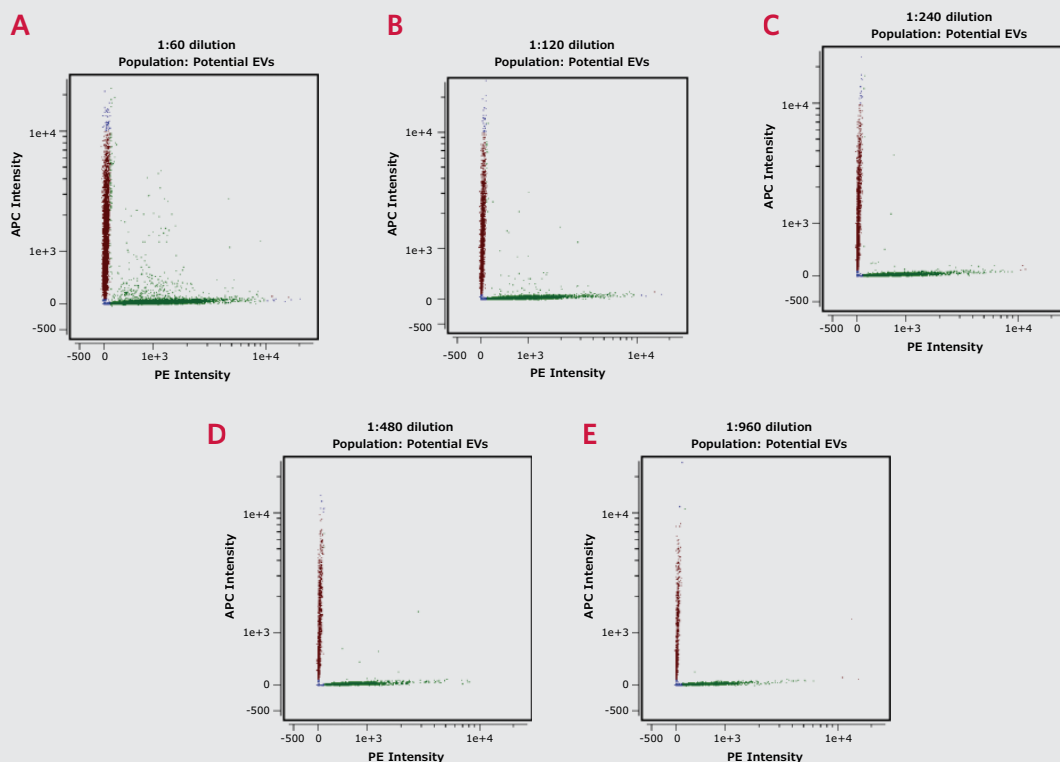 A
1:60 dilution
Population: Potential EVs
APC Intensity
1e+4
1e+3
0
-500
-500 0 1e+3 1e+4
PE Intensity
B
1:120 dilution
Population: Potential EVs
APC Intensity
1e+4
1e+3
0
-500
-500 0 1e+3 1e+4
PE Intensity
C
1:240 dilution
Population: Potential EVs
APC Intensity
1e+4
1e+3
0
-500
-500 0 1e+3 1e+4
PE Intensity
D
1:480 dilution
Population: Potential EVs
APC Intensity
1e+4
1e+3
0
-500
-500 0 1e+3 1e+4
PE Intensity
E
1:960 dilution
Population: Potential EVs
APC Intensity
1e+4
1e+3
0
-500
-500 0 1e+3 1e+4
PE Intensity